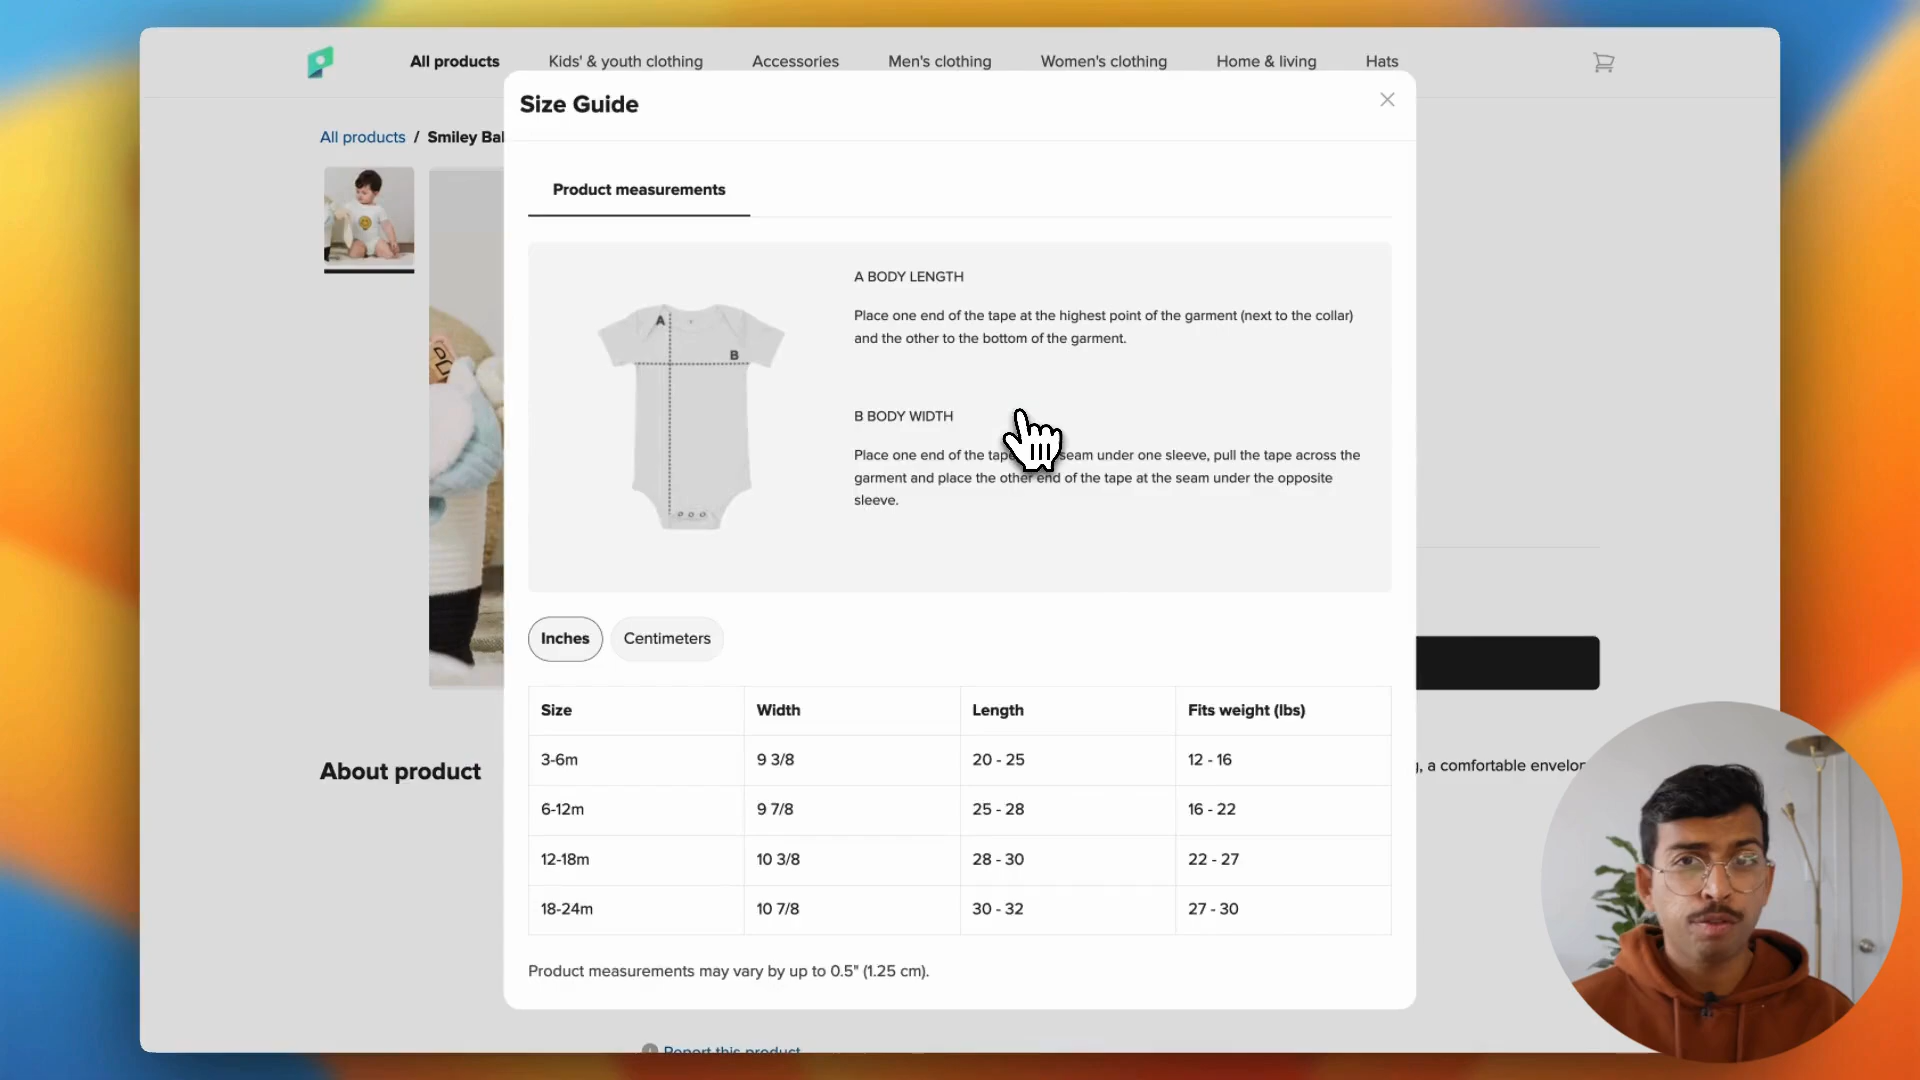 All products Kids' & youth clothing Accessories Men's clothing Women's clothing Home & living Hats
Size Guide
All products / Smiley
Product measurements
A BODY LENGTH
Place one end of the tape at the highest point of the garment (next to the collar)
and the other to the bottom of the garment.
A
B
B BODY WIDTH
Place one end of the tape seam under one sleeve, pull the tape across the
garment and place the other end of the tape at the seam under the opposite
sleeve.
Inches Centimeters
Size Width Length Fits weight (lbs)
3-6m 9 3/8 20 - 25 12 - 16
6-12m 9 7/8 25 - 28 16 - 22
12-18m 10 3/8 28 - 30 22 - 27
18-24m 10 7/8 30 - 32 27 - 30
About product
, a comfortable
Product measurements may vary by up to 0.5" (1.25 cm).
Report this product